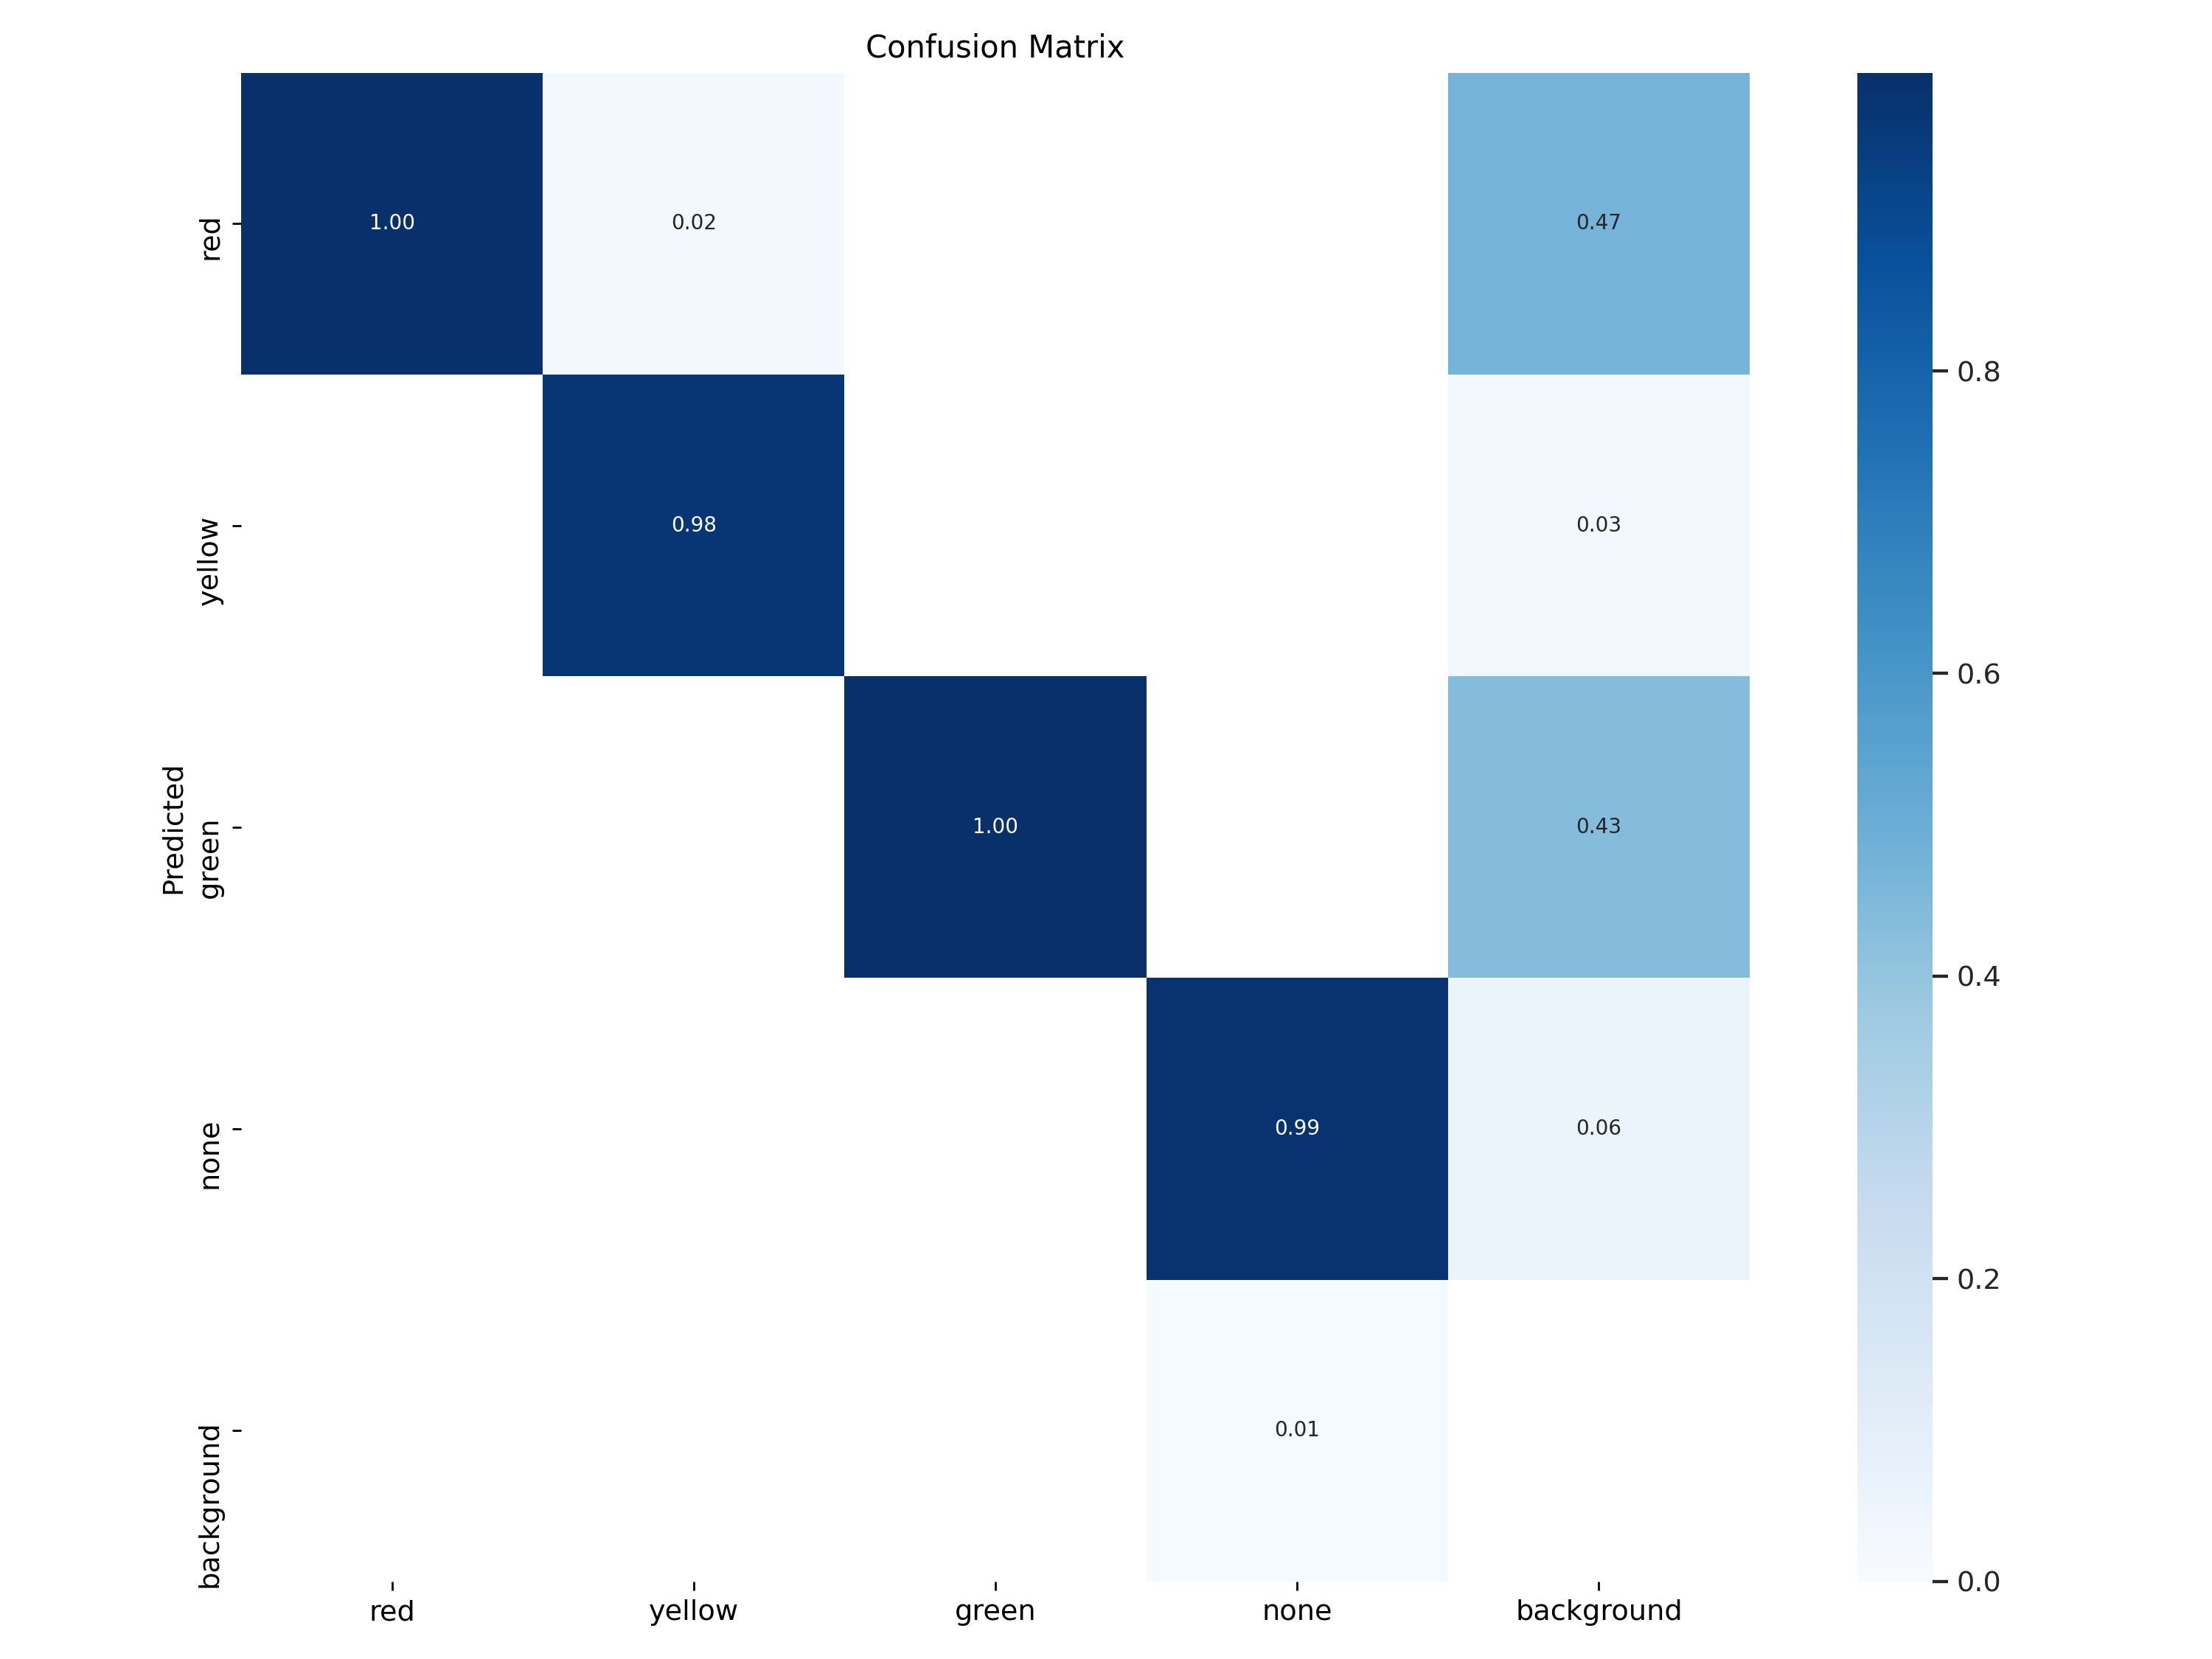 Confusion Matrix
red
1.00
0.02
0.47
yellow
0.98
0.03
Predicted
green
1.00
0.43
none
0.99
0.06
background
0.01
red
yellow
green
none
background
0.8
0.6
0.4
0.2
0.0